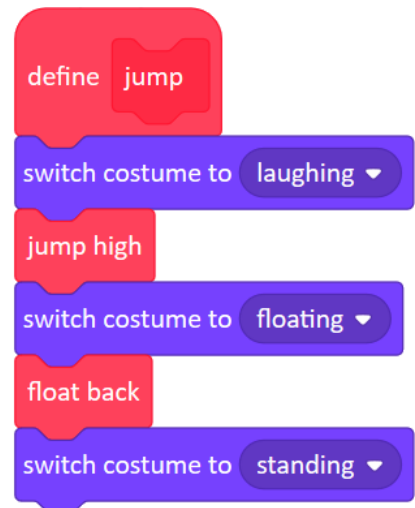 define jump
switch costume to laughing
jump high
switch costume to floating
float back
switch costume to standing